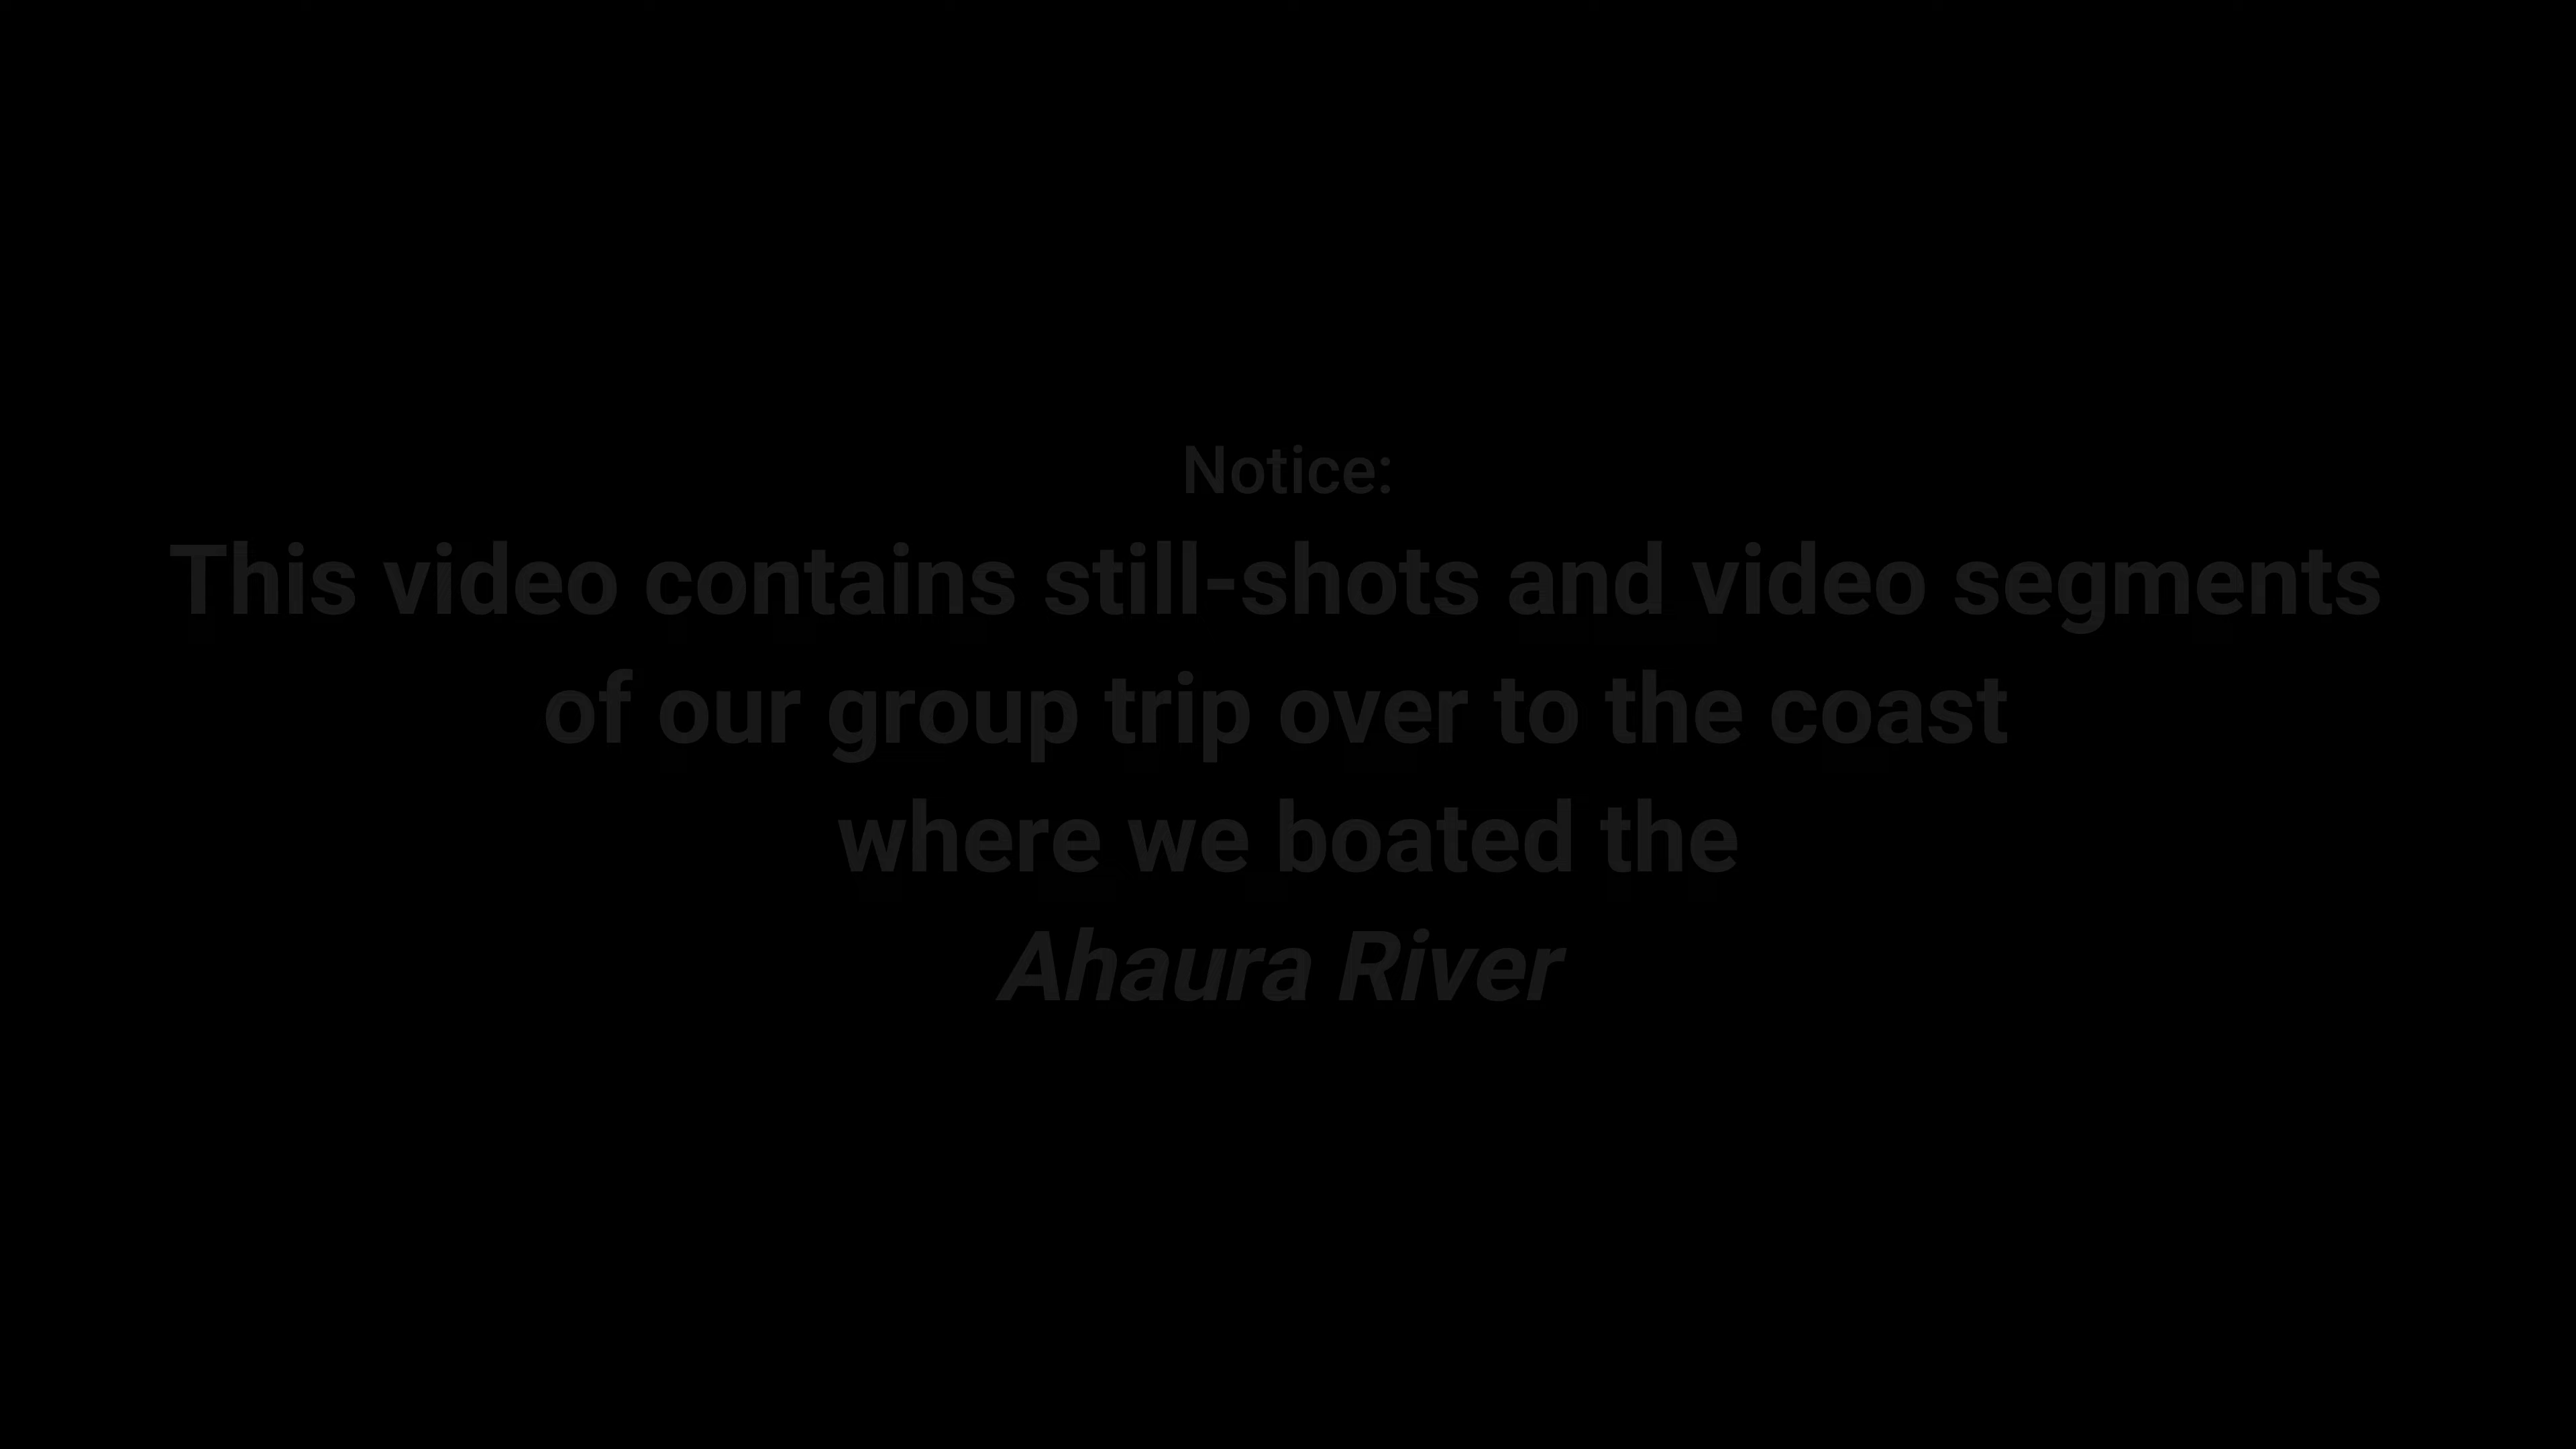 Notice:
This video contains still-shots and video segments
of our group trip over to the coast
where we boated the
Ahaura River